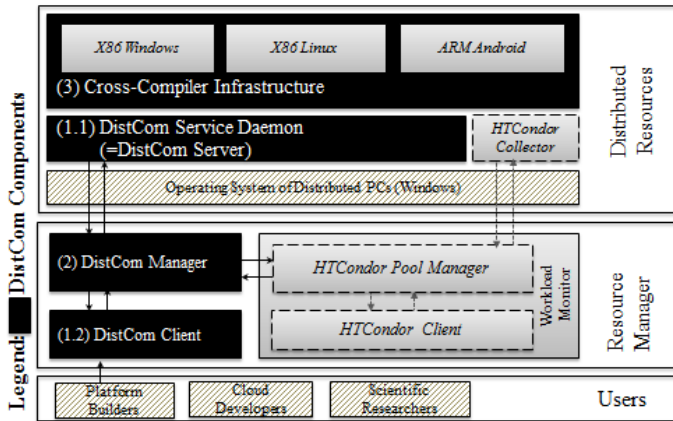 X86 Windows
X86 Linux
ARM Android
(3) Cross-Compiler Infrastructure
(1.1) DistCom Service Daemon
(=DistCom Server)
HTCondor
Collector
Operating System of Distributed PCs (Windows)
Distributed
Resources
(2) DistCom Manager
HTCondor Pool Manager
(1.2) DistCom Client
HTCondor Client
Workload
Monitor
Resource
Manager
Platform
Builders
Cloud
Developers
Scientific
Researchers
Users
Legend: DistCom Components